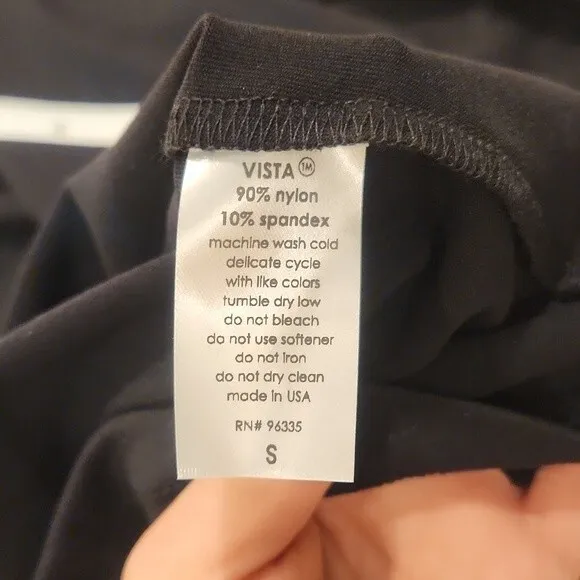 VISTA™
90% nylon
10% spandex
machine wash cold
delicate cycle
with like colors
tumble dry low
do not bleach
do not use softener
do not iron
do not dry clean
made in USA
RN# 96335
S